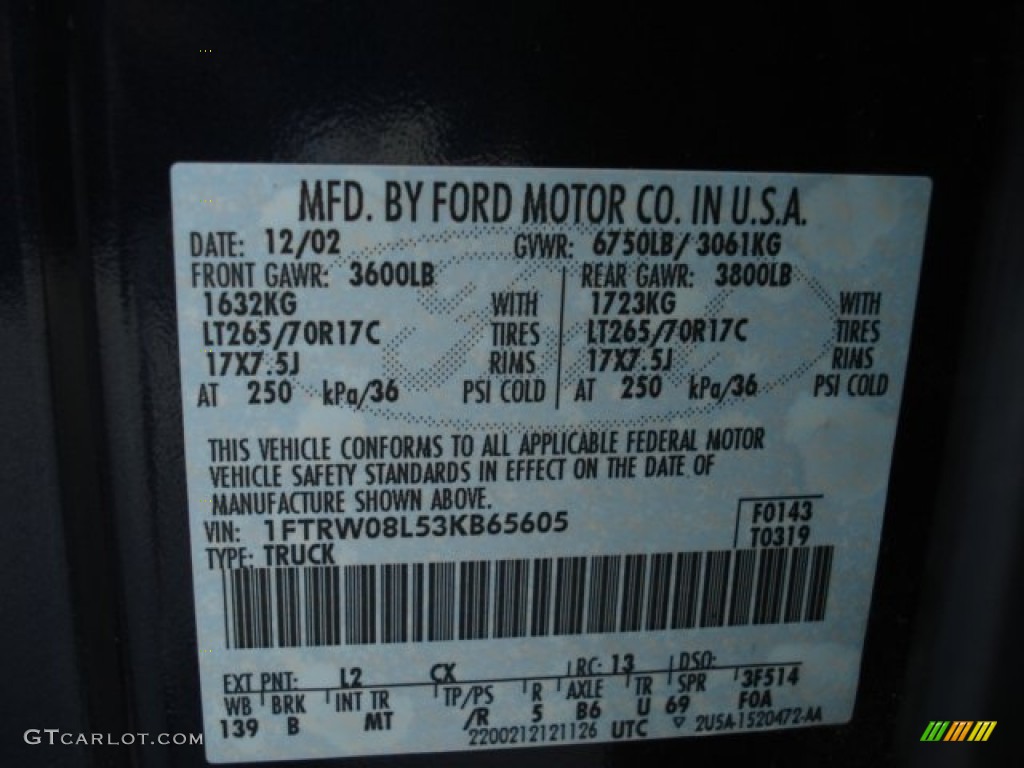 MFD. BY FORD MOTOR CO. IN U.S.A.
DATE: 12/02 GVWR: 6750LB/ 3061KG
FRONT GAWR: 3600LB REAR GAWR: 3800LB
1632KG WITH 1723KG WITH
LT265/70R17C TIRES LT265/70R17C TIRES
17X7.5J RIMS 17X7.5J RIMS
AT 250 kPa/36 PSI COLD AT 250 kPa/36 PSI COLD
THIS VEHICLE CONFORMS TO ALL APPLICABLE FEDERAL MOTOR
VEHICLE SAFETY STANDARDS IN EFFECT ON THE DATE OF
MANUFACTURE SHOWN ABOVE.
VIN: 1FTRW08L53KB65605 F0143
TYPE: TRUCK T0319
EXT PNT: L2 CX RC: 13 DSO:
WB BRK INT TR TP/PS R AXLE TR SPR 3F514
139 B MT /R 5 B6 U 69 F0A
2200212121126 UTC ▽ 2U5A-1520472-AA
GTCarlot.com